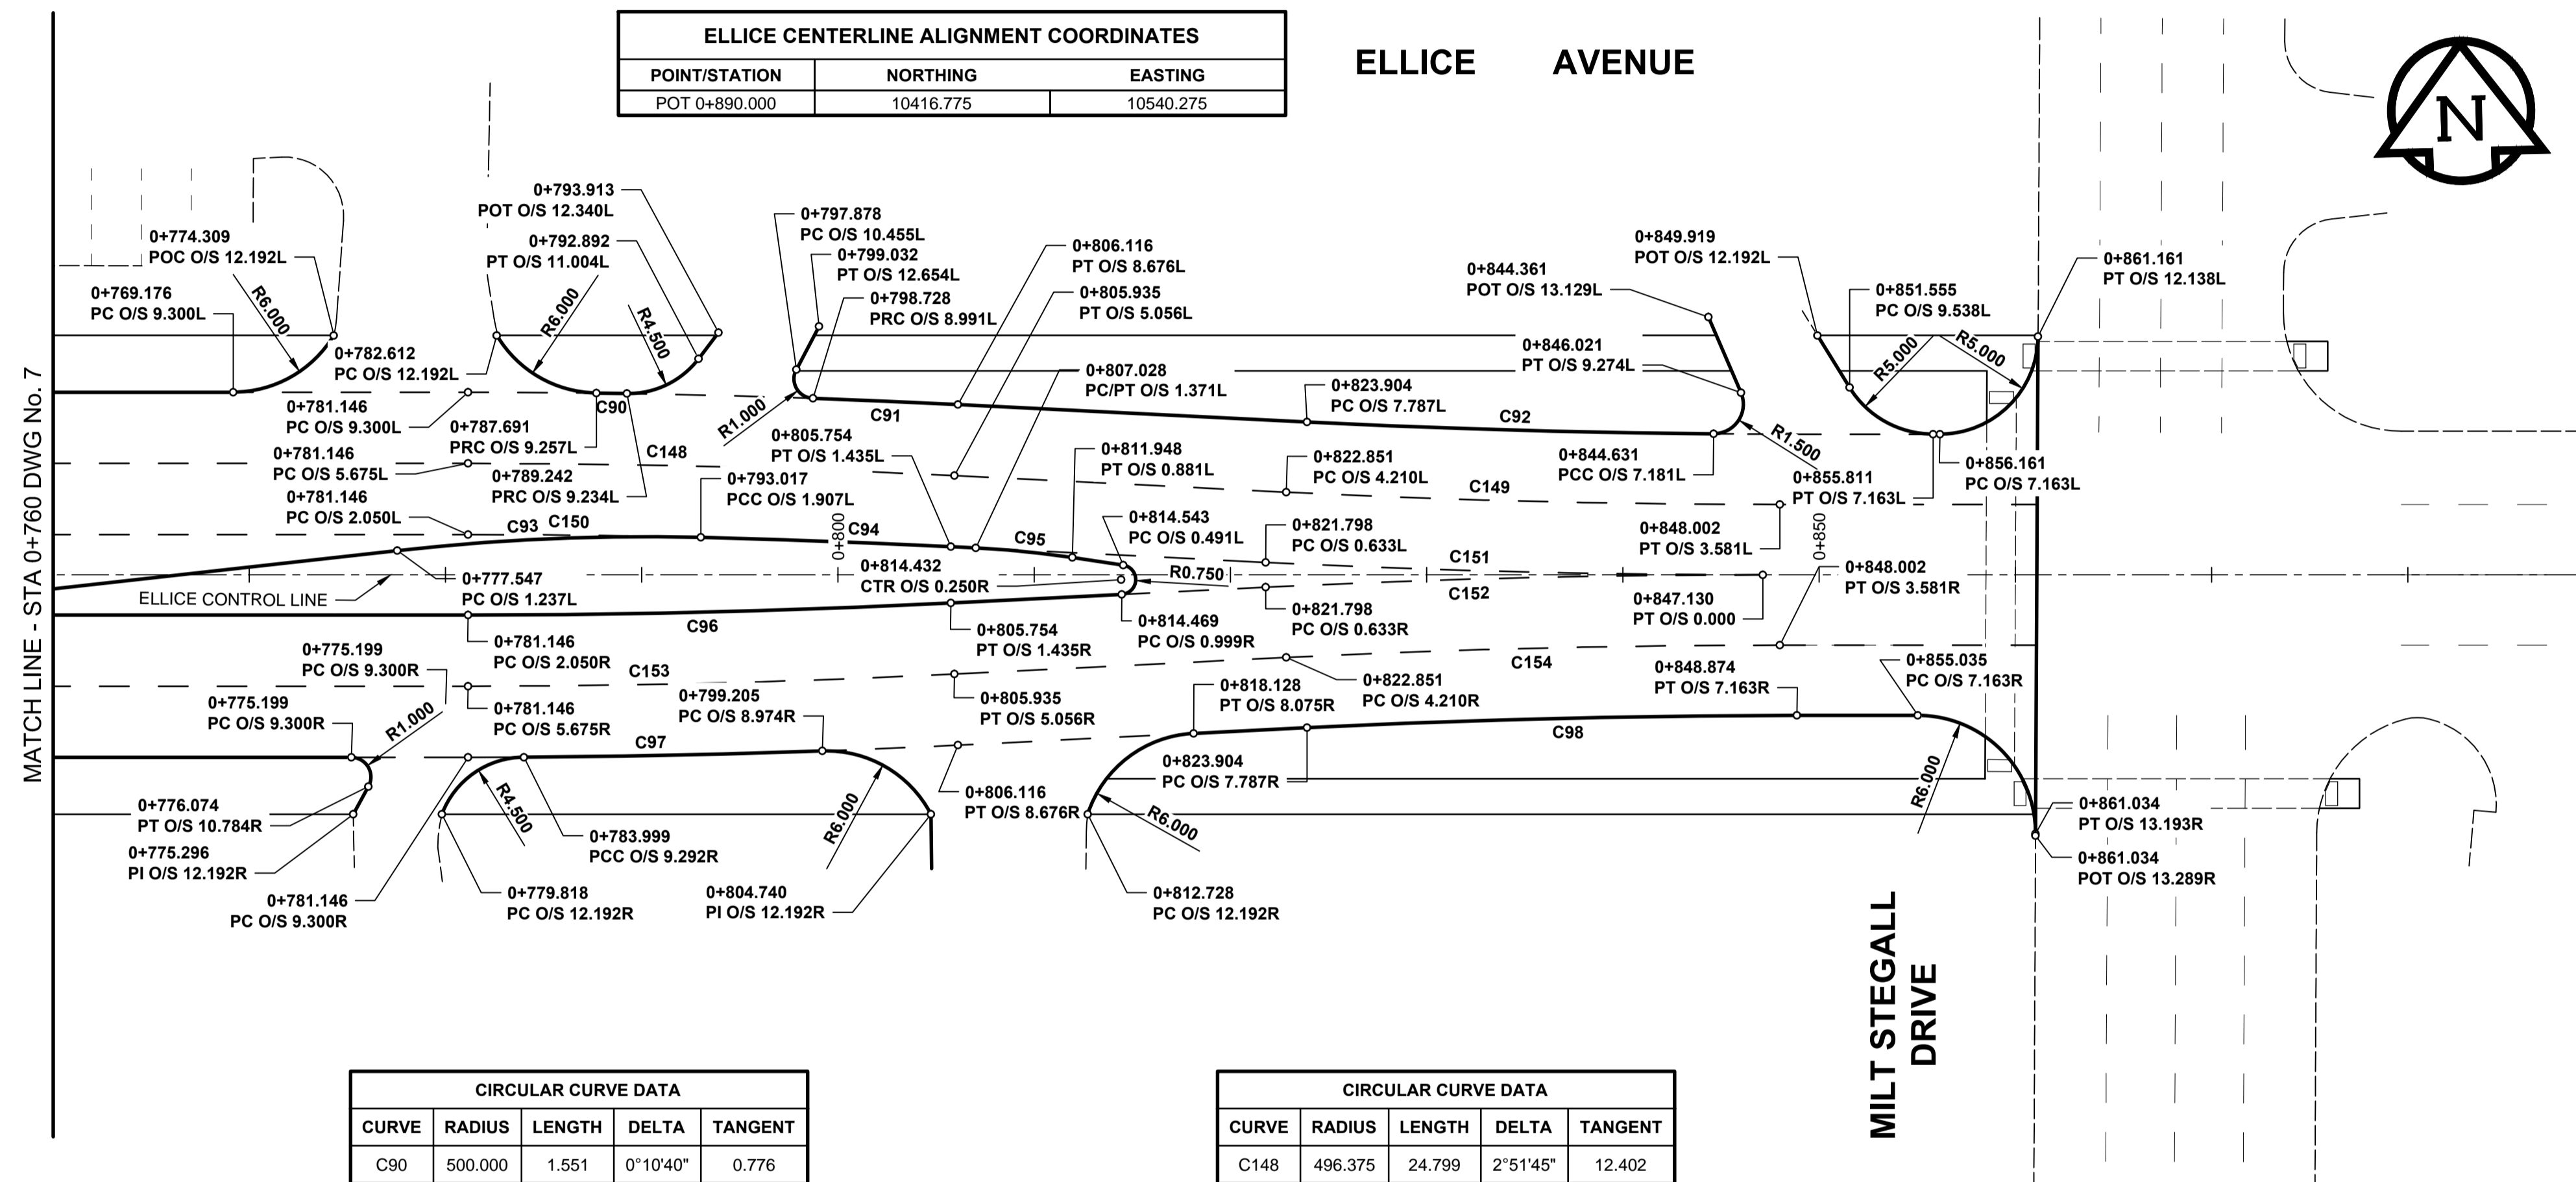 ELLICE CENTERLINE ALIGNMENT COORDINATES
POINT/STATION NORTHING EASTING
POT 0+890.000 10416.775 10540.275
ELLICE AVENUE
N
MATCH LINE - STA 0+760 DWG No. 7
0+774.309
POC O/S 12.192L
0+769.176
PC O/S 9.300L
R6.000
0+782.612
PC O/S 12.192L
0+781.146
PC O/S 9.300L
0+781.146
PC O/S 5.675L
0+781.146
PC O/S 2.050L
0+793.913
POT O/S 12.340L
0+792.892
PT O/S 11.004L
R6.000
R4.500
C90
0+787.691
PRC O/S 9.257L
0+789.242
PRC O/S 9.234L
C148
0+793.017
PCC O/S 1.907L
0+797.878
PC O/S 10.455L
0+799.032
PT O/S 12.654L
0+798.728
PRC O/S 8.991L
R1.000
C91
0+806.116
PT O/S 8.676L
0+805.935
PT O/S 5.056L
0+807.028
PC/PT O/S 1.371L
0+805.754
PT O/S 1.435L
0+811.948
PT O/S 0.881L
0+823.904
PC O/S 7.787L
C92
0+822.851
PC O/S 4.210L
C149
0+844.361
POT O/S 13.129L
0+846.021
PT O/S 9.274L
0+844.631
PCC O/S 7.181L
R1.500
0+849.919
POT O/S 12.192L
0+851.555
PC O/S 9.538L
R5.000
R5.000
0+861.161
PT O/S 12.138L
0+856.161
PC O/S 7.163L
0+855.811
PT O/S 7.163L
C93
C150
0+800
C94
C95
0+814.543
PC O/S 0.491L
0+814.432
CTR O/S 0.250R
R0.750
0+821.798
PC O/S 0.633L
C151
C152
0+848.002
PT O/S 3.581L
0+850
0+848.002
PT O/S 3.581R
0+847.130
PT O/S 0.000
0+821.798
PC O/S 0.633R
0+814.469
PC O/S 0.999R
0+777.547
PC O/S 1.237L
ELLICE CONTROL LINE
C96
0+781.146
PC O/S 2.050R
0+805.754
PT O/S 1.435R
0+775.199
PC O/S 9.300R
C153
0+775.199
PC O/S 9.300R
R1.000
0+781.146
PC O/S 5.675R
0+799.205
PC O/S 8.974R
C97
0+805.935
PT O/S 5.056R
0+818.128
PT O/S 8.075R
0+822.851
PC O/S 4.210R
C154
0+848.874
PT O/S 7.163R
0+855.035
PC O/S 7.163R
C98
0+823.904
PC O/S 7.787R
0+776.074
PT O/S 10.784R
0+775.296
PI O/S 12.192R
0+781.146
PC O/S 9.300R
R4.500
0+783.999
PCC O/S 9.292R
0+779.818
PC O/S 12.192R
R6.000
0+804.740
PI O/S 12.192R
0+806.116
PT O/S 8.676R
R6.000
0+812.728
PC O/S 12.192R
R6.000
0+861.034
PT O/S 13.193R
0+861.034
POT O/S 13.289R
MILT STEGALL
DRIVE
CIRCULAR CURVE DATA
CURVE RADIUS LENGTH DELTA TANGENT
C90 500.000 1.551 0°10'40" 0.776
CIRCULAR CURVE DATA
CURVE RADIUS LENGTH DELTA TANGENT
C148 496.375 24.799 2°51'45" 12.402